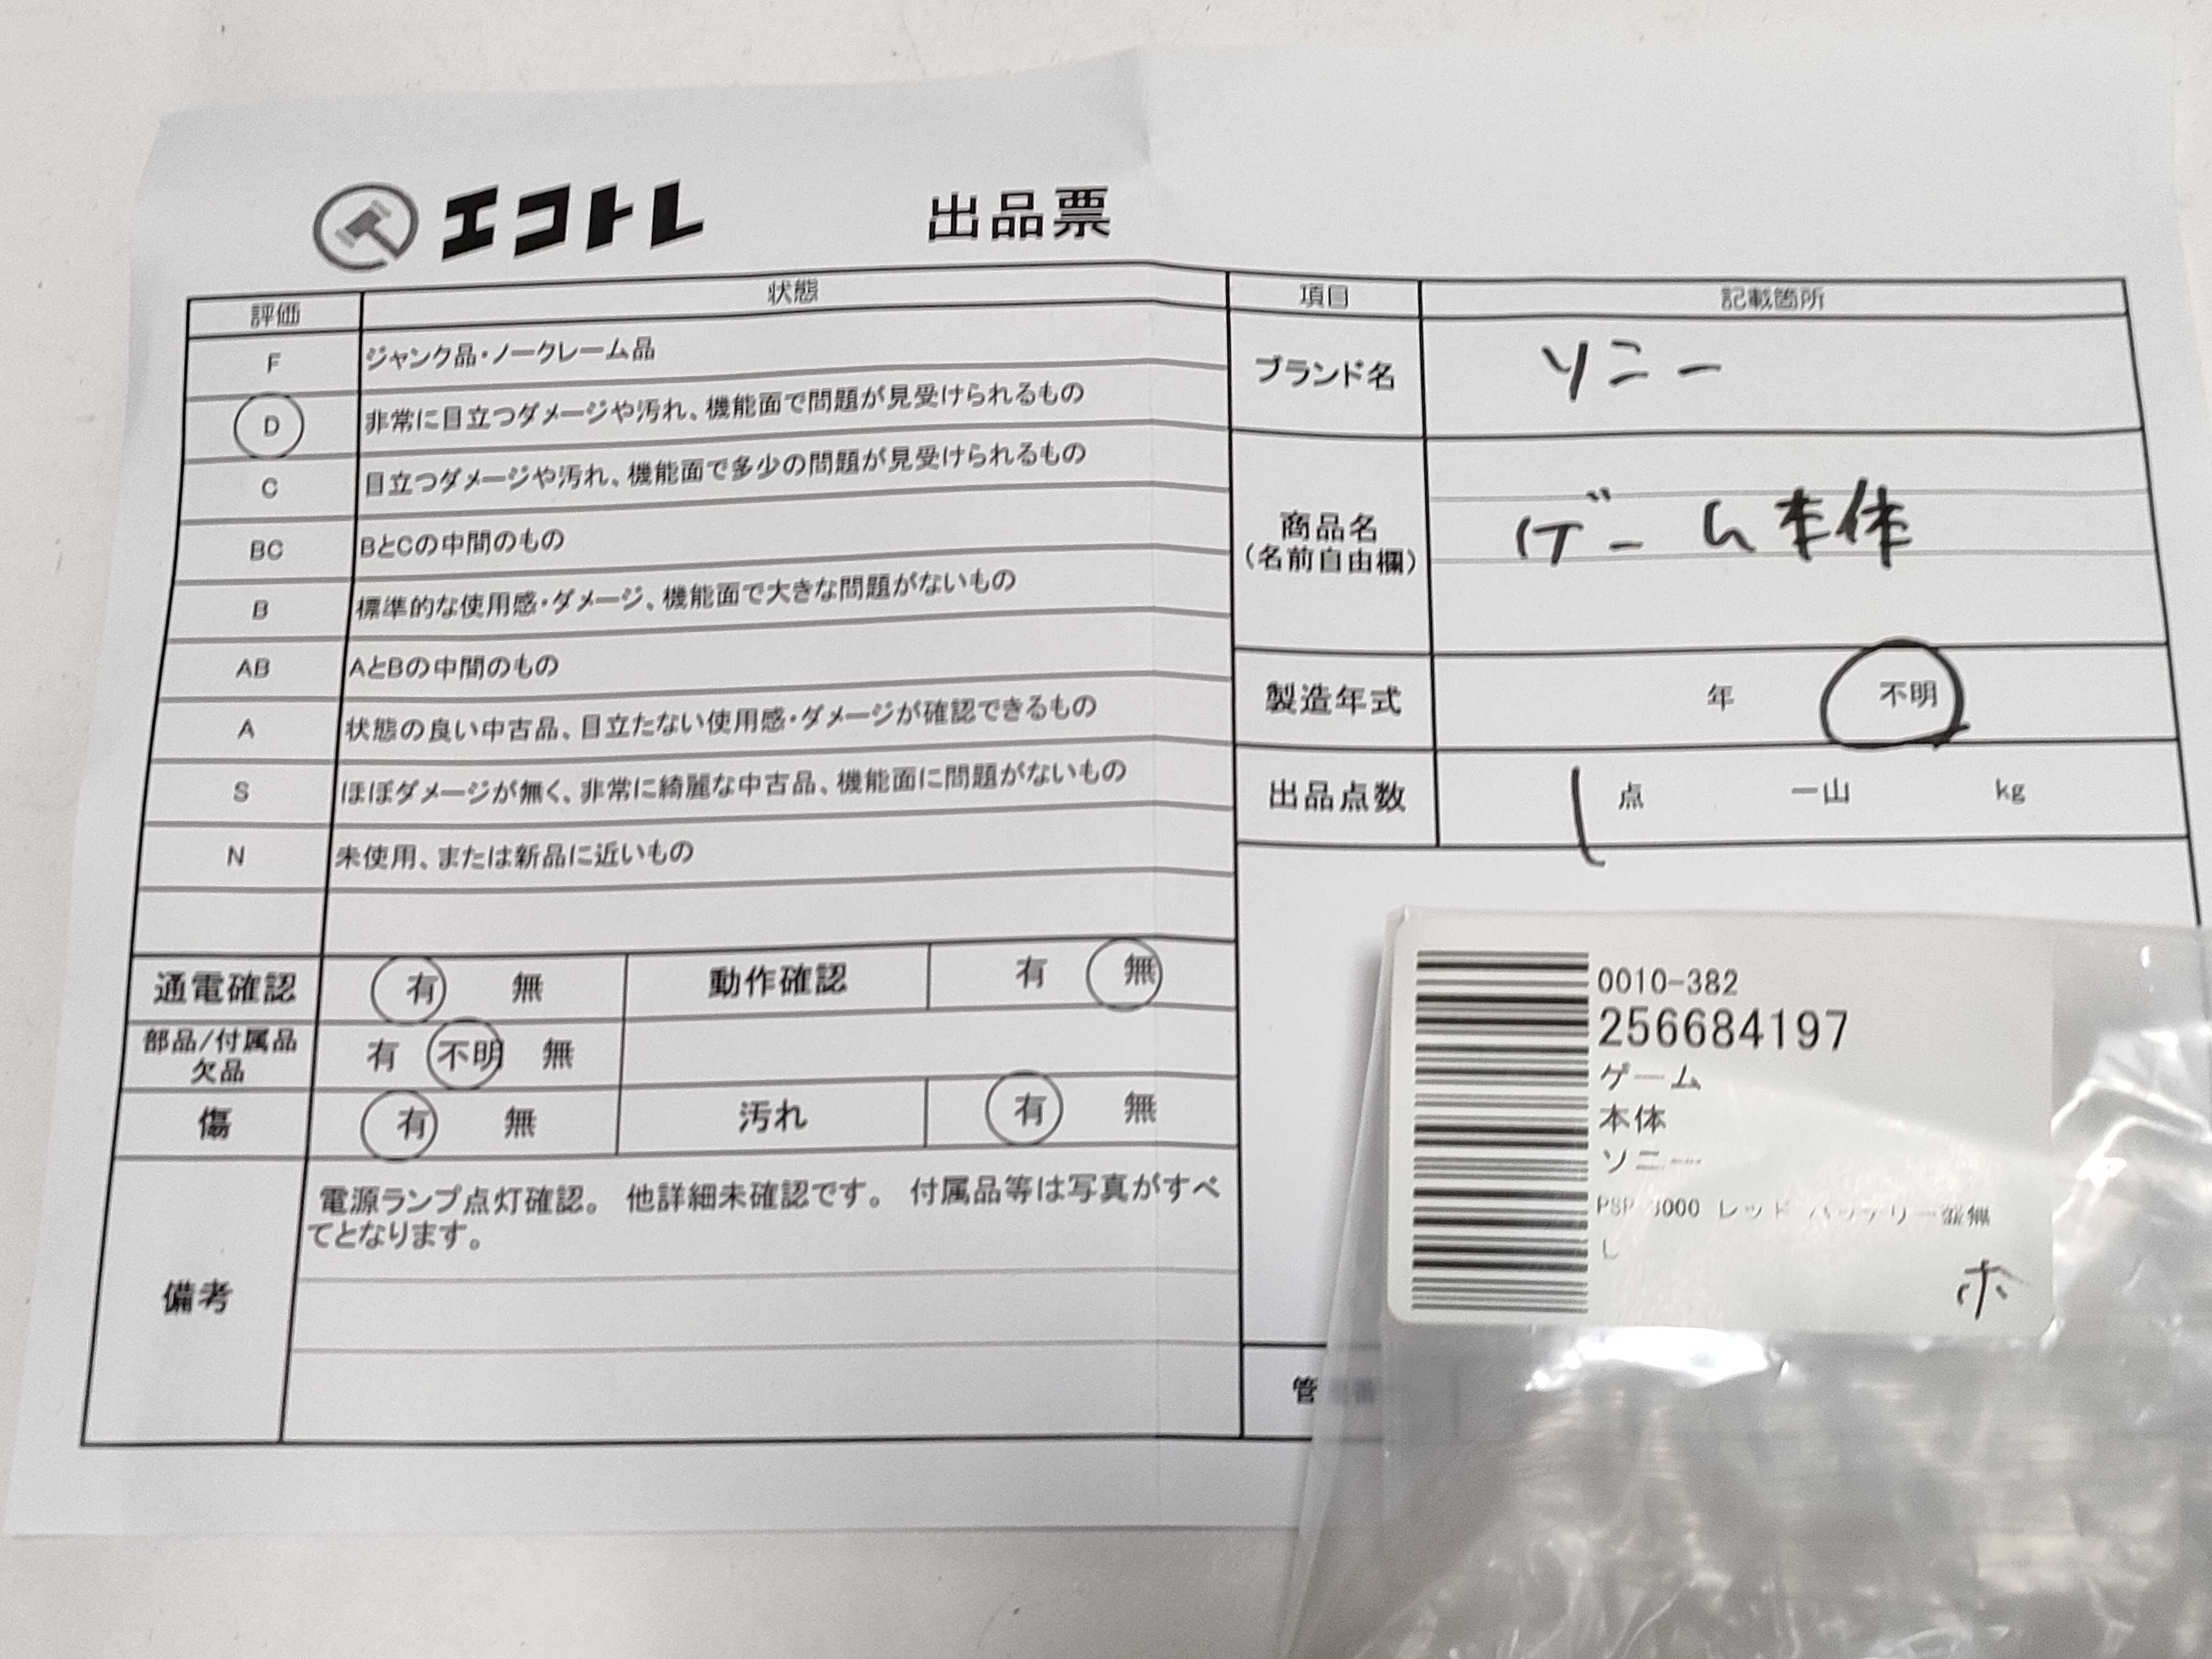 エコトレ 出品票
評価 状態
F ジャンク品・ノークレーム品
D 非常に目立つダメージや汚れ、機能面で問題が見受けられるもの
C 目立つダメージや汚れ、機能面で多少の問題が見受けられるもの
BC BとCの中間のもの
B 標準的な使用感・ダメージ、機能面で大きな問題がないもの
AB AとBの中間のもの
A 状態の良い中古品、目立たない使用感・ダメージが確認できるもの
S ほぼダメージが無く、非常に綺麗な中古品、機能面に問題がないもの
N 未使用、または新品に近いもの
通電確認 有 無 動作確認 有 無
部品/付属品
欠品
有 不明 無
傷 有 無 汚れ 有 無
備考
電源ランプ点灯確認。 他詳細未確認です。 付属品等は写真がすべ
てとなります。
項目 記載箇所
ブランド名 ソニー
商品名
(名前自由欄)
ゲーム本体
製造年式 年 不明
出品点数 1 点 一山 kg
0010-382
256684197
ゲーム
本体
ソニー
PSP 3000 レッド バッテリー蓋無
し
ホ
管